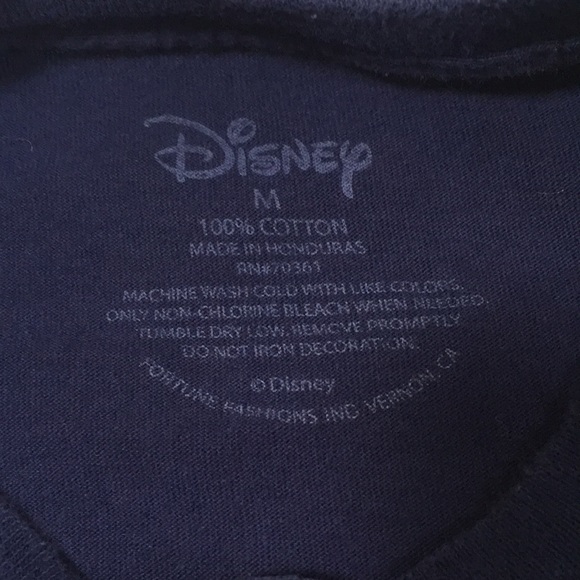 Disney
M
100% COTTON
MADE IN HONDURAS
RN#70361
MACHINE WASH COLD WITH LIKE COLORS.
ONLY NON-CHLORINE BLEACH WHEN NEEDED.
TUMBLE DRY LOW. REMOVE PROMPTLY
DO NOT IRON DECORATION.
© Disney
FORTUNE FASHIONS IND VERNON, CA